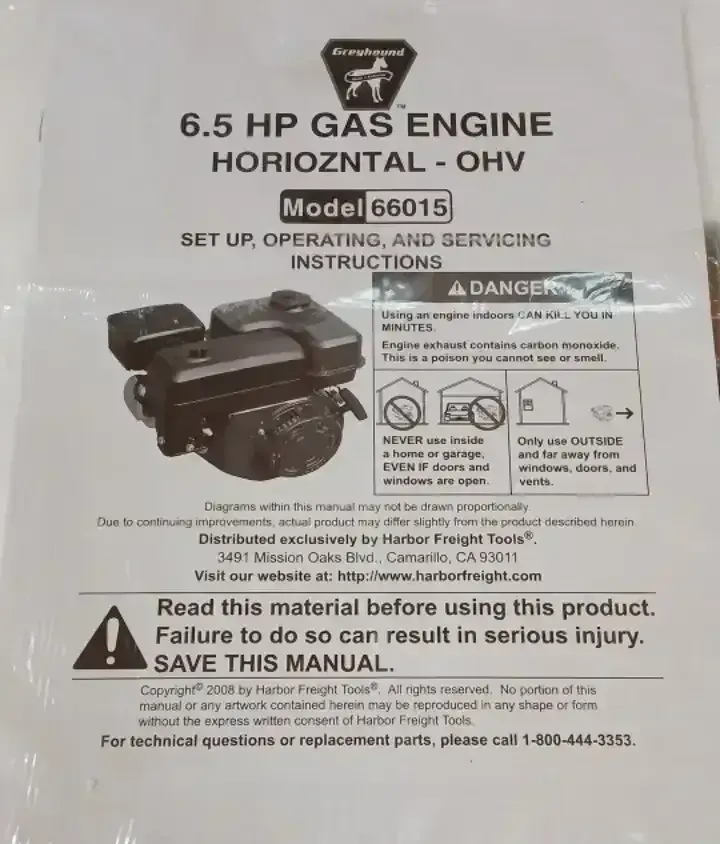 Greyhound
™
6.5 HP GAS ENGINE
HORIOZNTAL - OHV
Model 66015
SET UP, OPERATING, AND SERVICING
INSTRUCTIONS
⚠ DANGER
Using an engine indoors CAN KILL YOU IN
MINUTES.
Engine exhaust contains carbon monoxide.
This is a poison you cannot see or smell.
NEVER use inside
a home or garage,
EVEN IF doors and
windows are open.
Only use OUTSIDE
and far away from
windows, doors, and
vents.
Diagrams within this manual may not be drawn proportionally.
Due to continuing improvements, actual product may differ slightly from the product described herein.
Distributed exclusively by Harbor Freight Tools®.
3491 Mission Oaks Blvd., Camarillo, CA 93011
Visit our website at: http://www.harborfreight.com
Read this material before using this product.
Failure to do so can result in serious injury.
SAVE THIS MANUAL.
Copyright© 2008 by Harbor Freight Tools®. All rights reserved. No portion of this
manual or any artwork contained herein may be reproduced in any shape or form
without the express written consent of Harbor Freight Tools.
For technical questions or replacement parts, please call 1-800-444-3353.